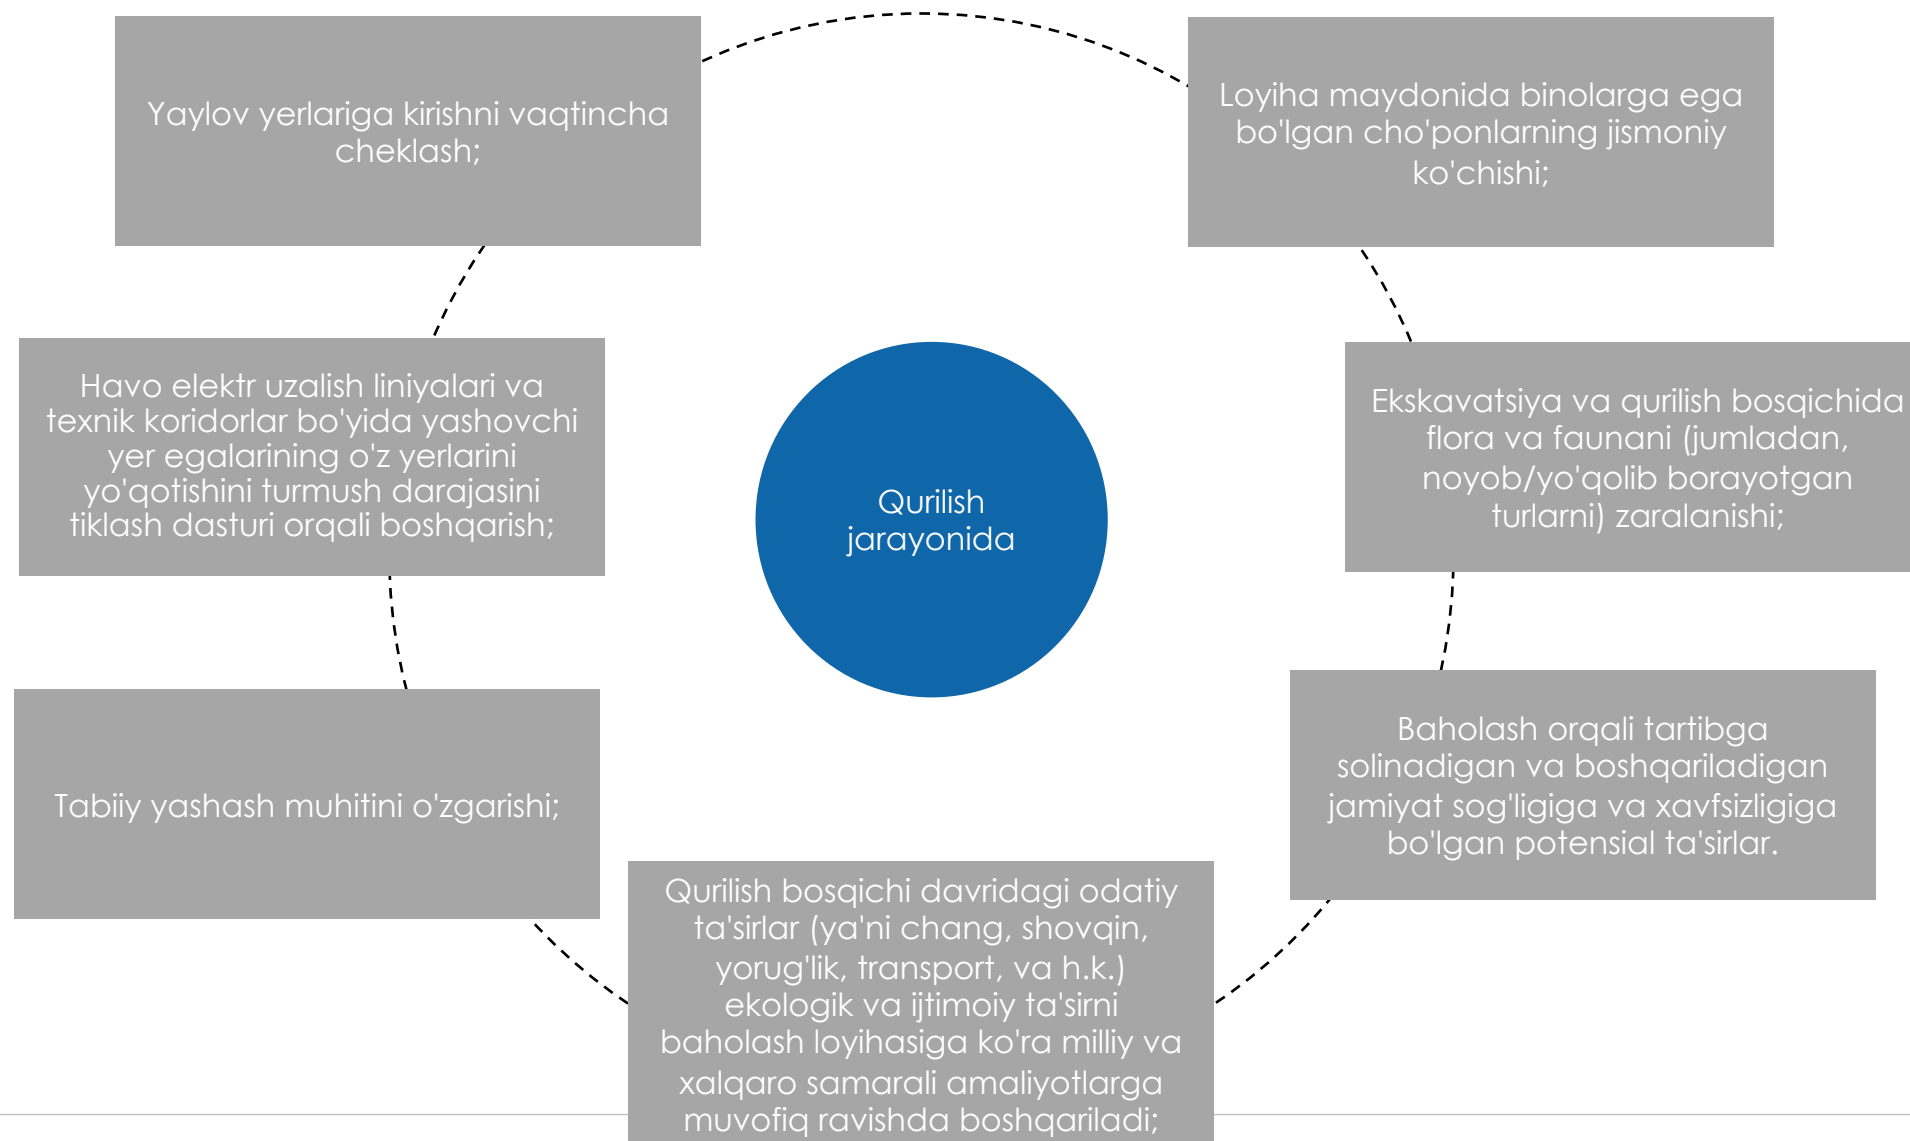 Yaylov yerlariga kirishni vaqtincha
cheklash;
Loyiha maydonida binolarga ega
bo'lgan cho'ponlarning jismoniy
ko'chishi;
Havo elektr uzalish liniyalari va
texnik koridorlar bo'yida yashovchi
yer egalarining o'z yerlarini
yo'qotishini turmush darajasini
tiklash dasturi orqali boshqarish;
Qurilish
jarayonida
Ekskavatsiya va qurilish bosqichida
flora va faunani (jumladan,
noyob/yo'qolib borayotgan
turlarni) zaralanishi;
Tabiiy yashash muhitini o'zgarishi;
Baholash orqali tartibga
solinadigan va boshqariladigan
jamiyat sog'ligiga va xavfsizligiga
bo'lgan potensial ta'sirlar.
Qurilish bosqichi davridagi odatiy
ta'sirlar (ya'ni chang, shovqin,
yorug'lik, transport, va h.k.)
ekologik va ijtimoiy ta'sirni
baholash loyihasiga ko'ra milliy va
xalqaro samarali amaliyotlarga
muvofiq ravishda boshqariladi;